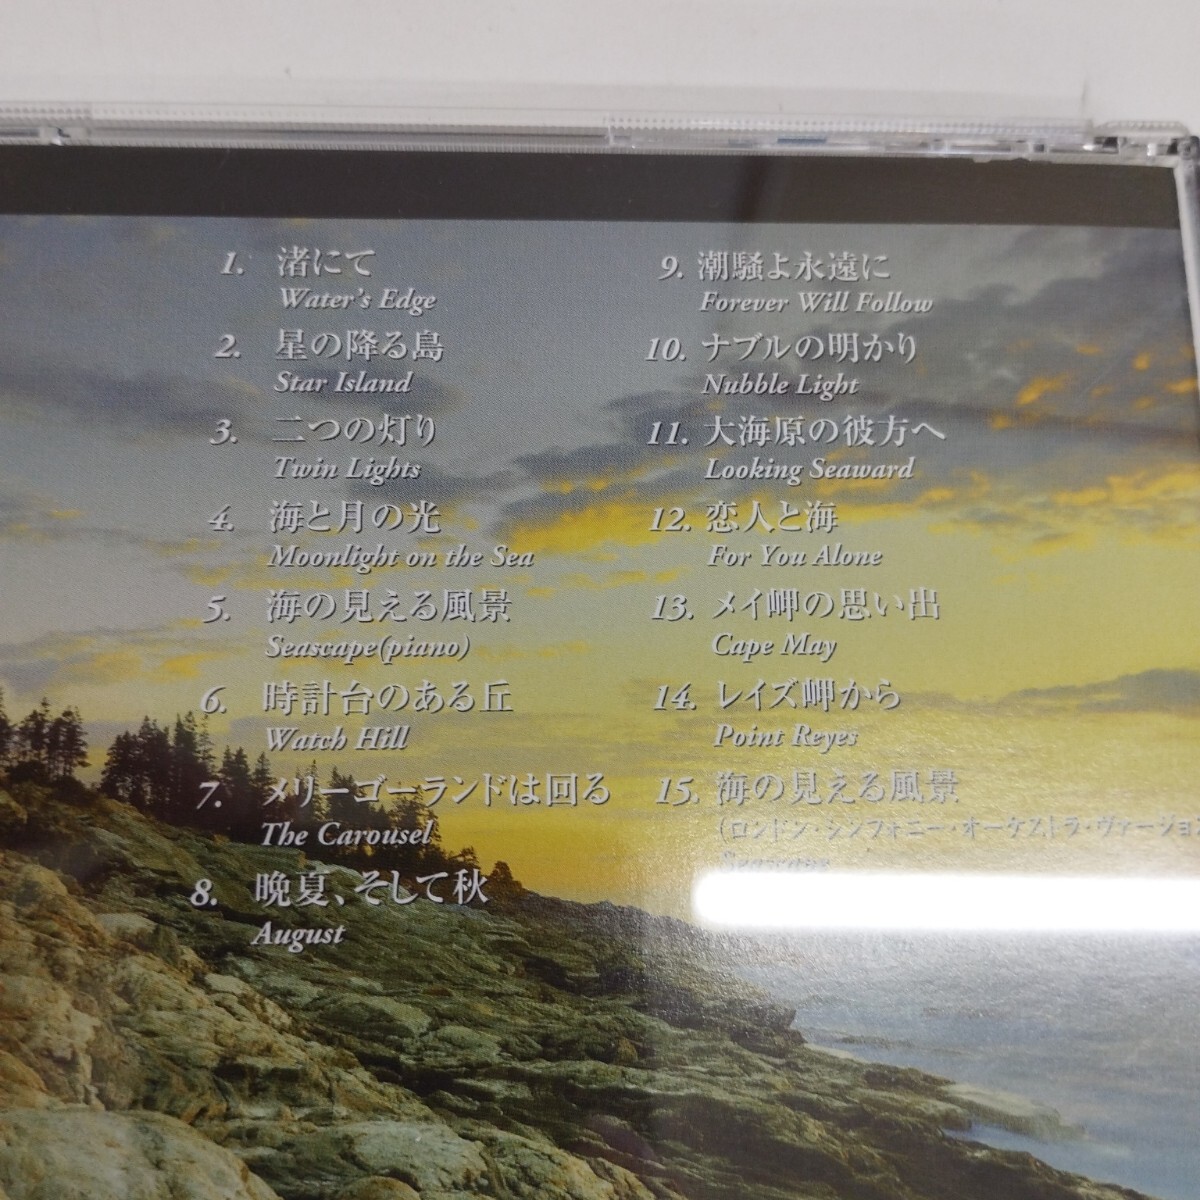 1. 渚にて
Water's Edge
2. 星の降る島
Star Island
3. 二つの灯り
Twin Lights
4. 海と月の光
Moonlight on the Sea
5. 海の見える風景
Seascape(piano)
6. 時計台のある丘
Watch Hill
7. メリーゴーランドは回る
The Carousel
8. 晩夏、そして秋
August
9. 潮騒よ永遠に
Forever Will Follow
10. ナブルの明かり
Nubble Light
11. 大海原の彼方へ
Looking Seaward
12. 恋人と海
For You Alone
13. メイ岬の思い出
Cape May
14. レイズ岬から
Point Reyes
15. 海の見える風景
(ロンドン・シンフォニー・オーケストラ・ヴァージョ
Seascape